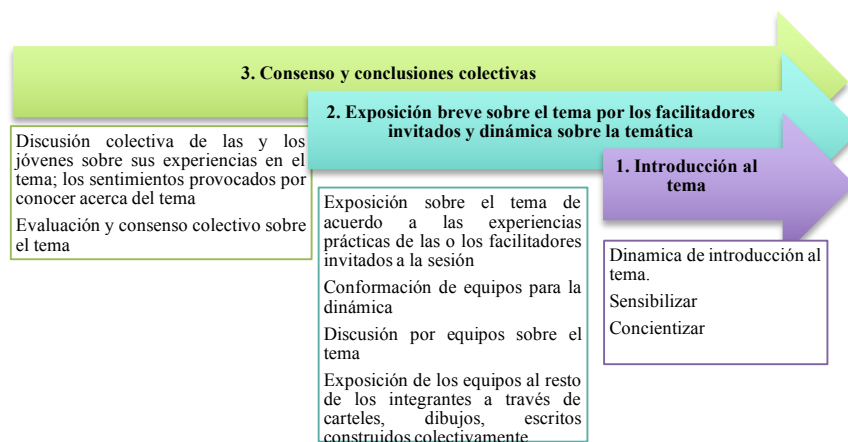 3. Consenso y conclusiones colectivas
Discusión colectiva de las y los
jóvenes sobre sus experiencias en el
tema; los sentimientos provocados por
conocer acerca del tema
Evaluación y consenso colectivo sobre
el tema
2. Exposición breve sobre el tema por los facilitadores
invitados y dinámica sobre la temática
Exposición sobre el tema de
acuerdo a las experiencias
prácticas de las o los facilitadores
invitados a la sesión
Conformación de equipos para la
dinámica
Discusión por equipos sobre el
tema
Exposición de los equipos al resto
de los integrantes a través de
carteles, dibujos, escritos
construidos colectivamente
1. Introducción al
tema
Dinamica de introducción al
tema.
Sensibilizar
Concientizar